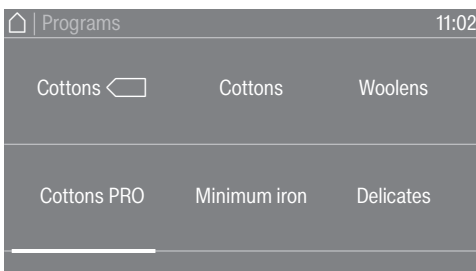 | Programs 11:02
Cottons Cottons Woolens
Cottons PRO Minimum iron Delicates